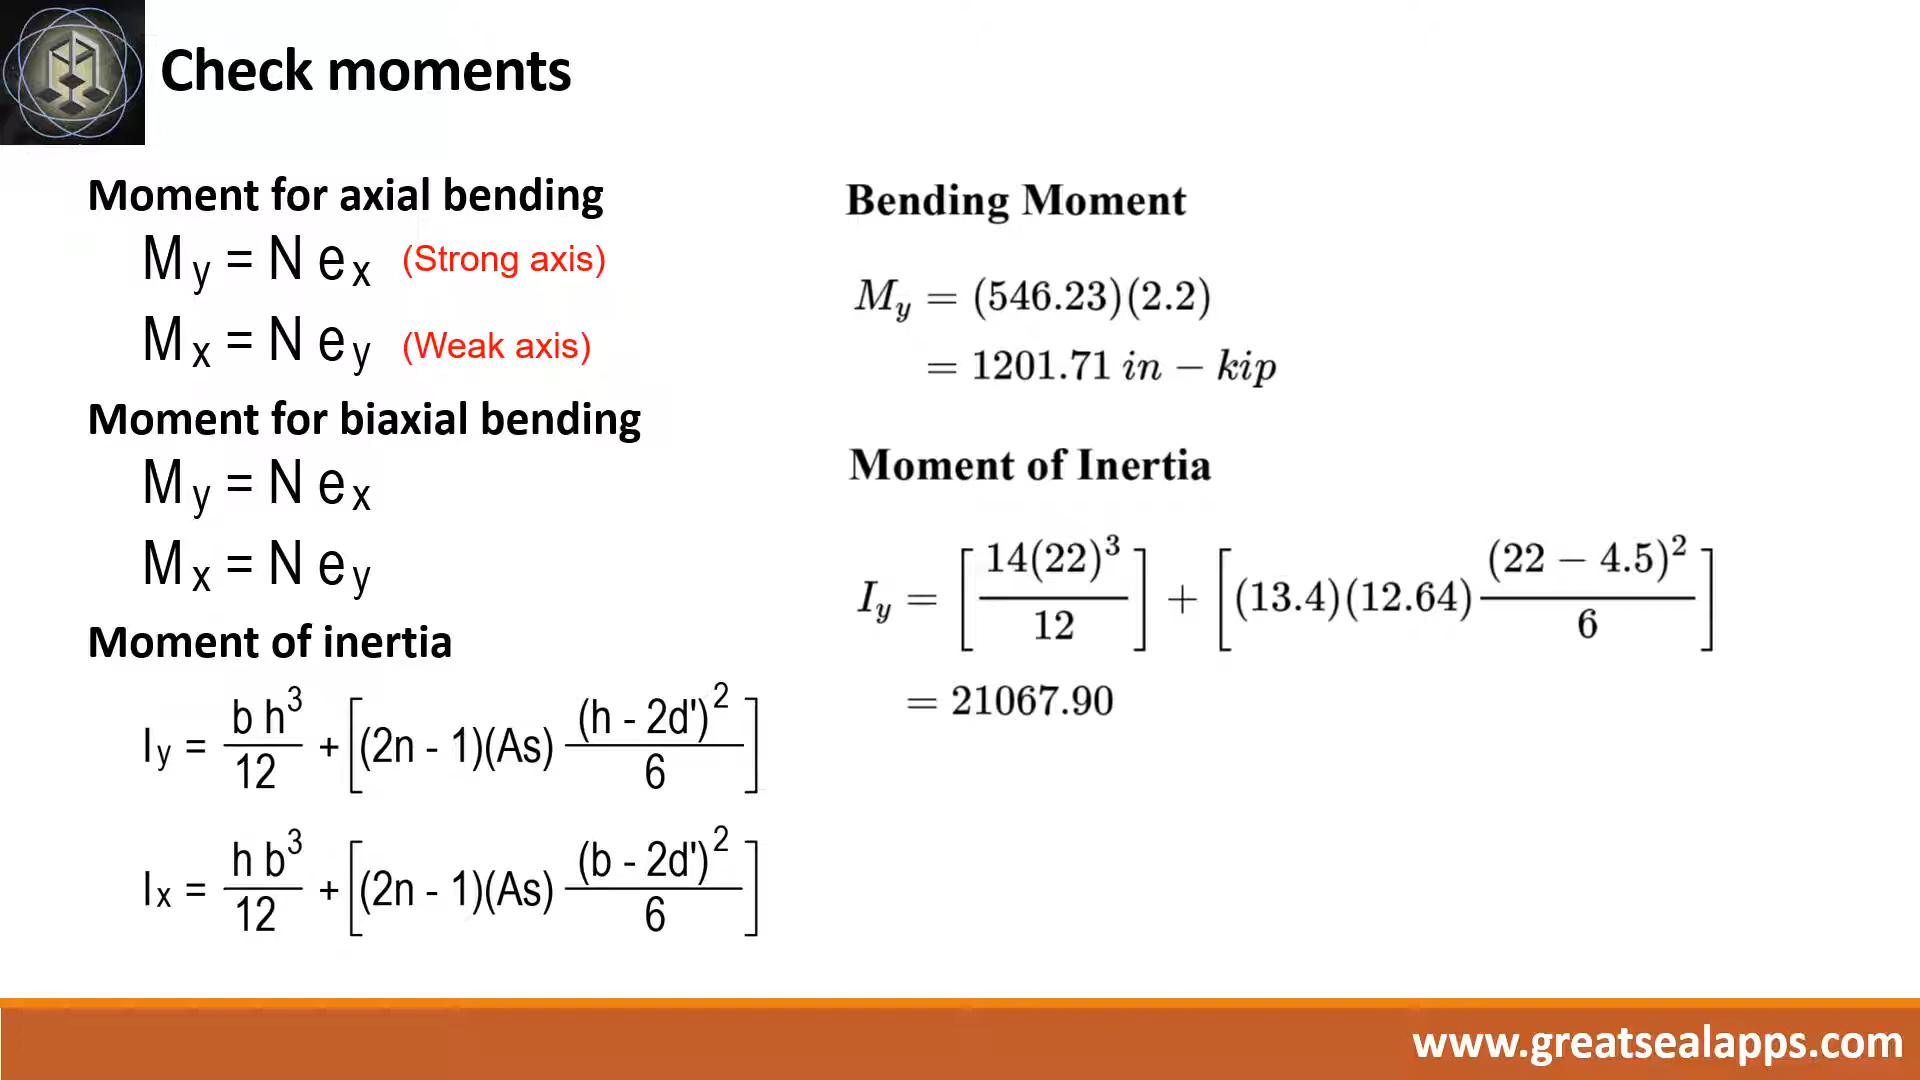 Check moments
Moment for axial bending
M y = N e x (Strong axis)
M x = N e y (Weak axis)
Moment for biaxial bending
M y = N e x
M x = N e y
Moment of inertia
I y = b h³ / 12 + [(2n - 1)(As) (h - 2d')² / 6]
I x = h b³ / 12 + [(2n - 1)(As) (b - 2d')² / 6]
Bending Moment
M_y = (546.23)(2.2)
= 1201.71 in − kip
Moment of Inertia
I_y = [14(22)³ / 12] + [(13.4)(12.64) (22 − 4.5)² / 6]
= 21067.90
www.greatsealapps.com